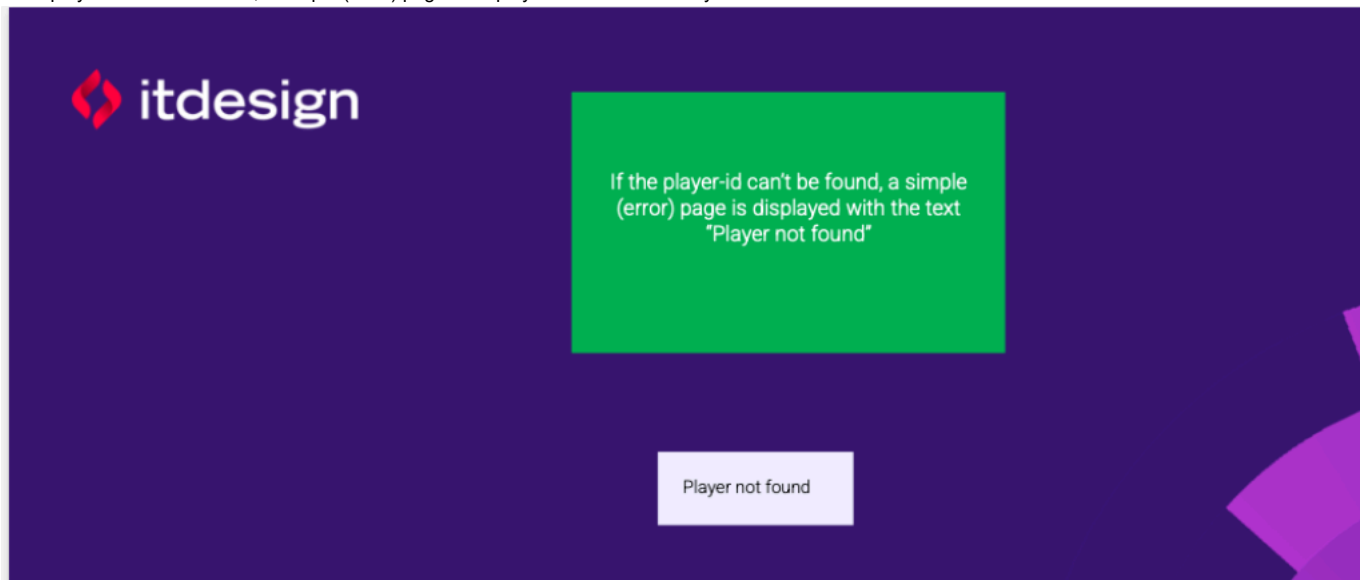 itdesign
If the player-id can't be found, a simple
(error) page is displayed with the text
"Player not found"
Player not found